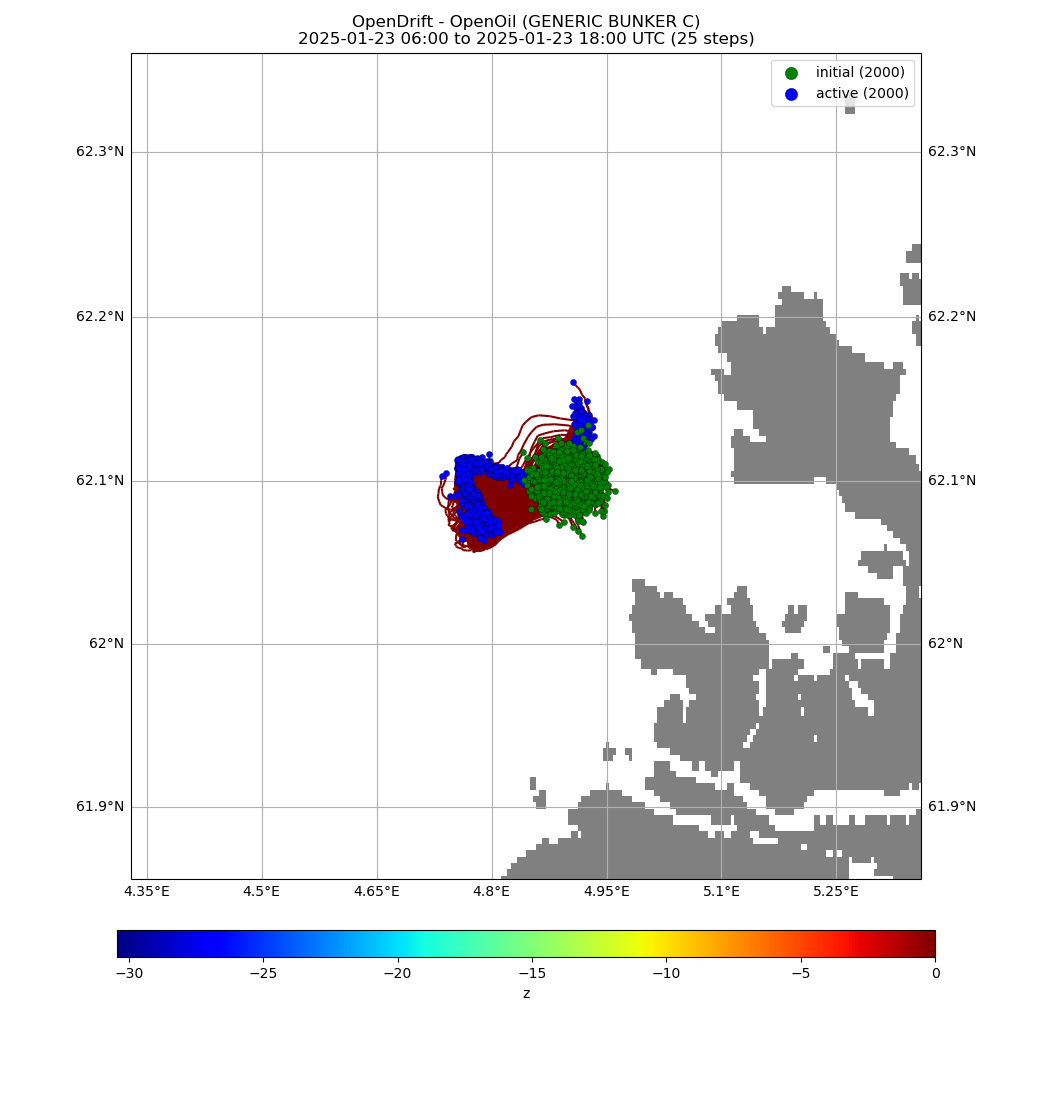 OpenDrift - OpenOil (GENERIC BUNKER C)
2025-01-23 06:00 to 2025-01-23 18:00 UTC (25 steps)
initial (2000)
active (2000)
62.3°N 62.3°N
62.2°N 62.2°N
62.1°N 62.1°N
62°N 62°N
61.9°N 61.9°N
4.35°E 4.5°E 4.65°E 4.8°E 4.95°E 5.1°E 5.25°E
−30 −25 −20 −15 −10 −5 0
z